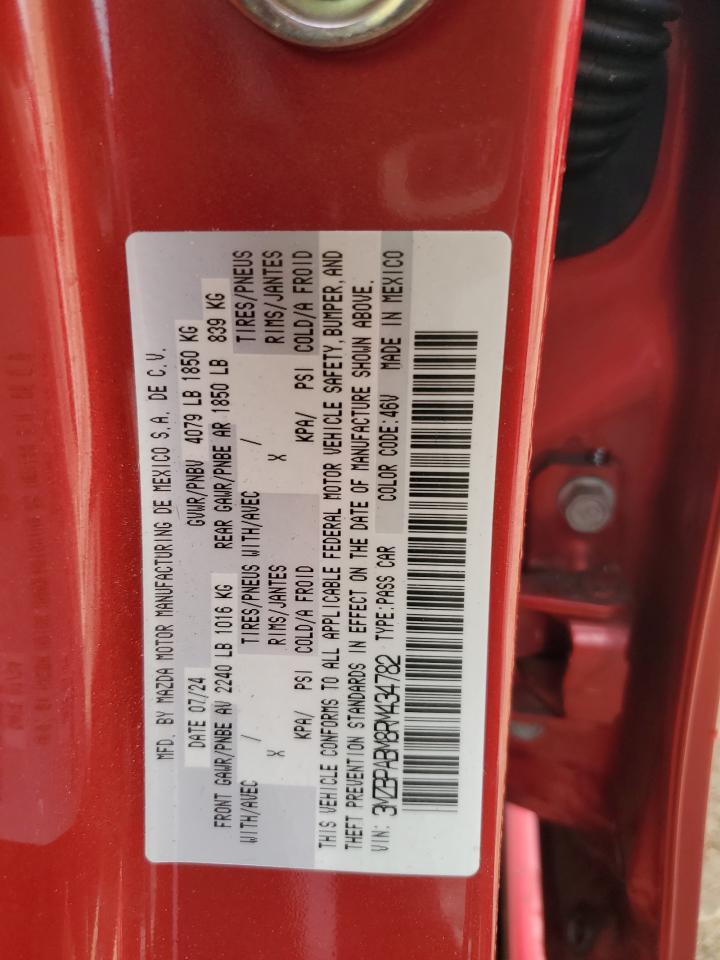 MFD. BY MAZDA MOTOR MANUFACTURING DE MEXICO S.A. DE C.V.
DATE 07/24 GVWR/PNBV 4079 LB 1850 KG
FRONT GAWR/PNBE AV 2240 LB 1016 KG REAR GAWR/PNBE AR 1850 LB 839 KG
WITH/AVEC / TIRES/PNEUS WITH/AVEC / TIRES/PNEUS
X RIMS/JANTES X RIMS/JANTES
KPA/ PSI COLD/A FROID KPA/ PSI COLD/A FROID
THIS VEHICLE CONFORMS TO ALL APPLICABLE FEDERAL MOTOR VEHICLE SAFETY, BUMPER, AND
THEFT PREVENTION STANDARDS IN EFFECT ON THE DATE OF MANUFACTURE SHOWN ABOVE.
VIN: 3MZBPABM8RM434782 TYPE:PASS CAR COLOR CODE:46V MADE IN MEXICO